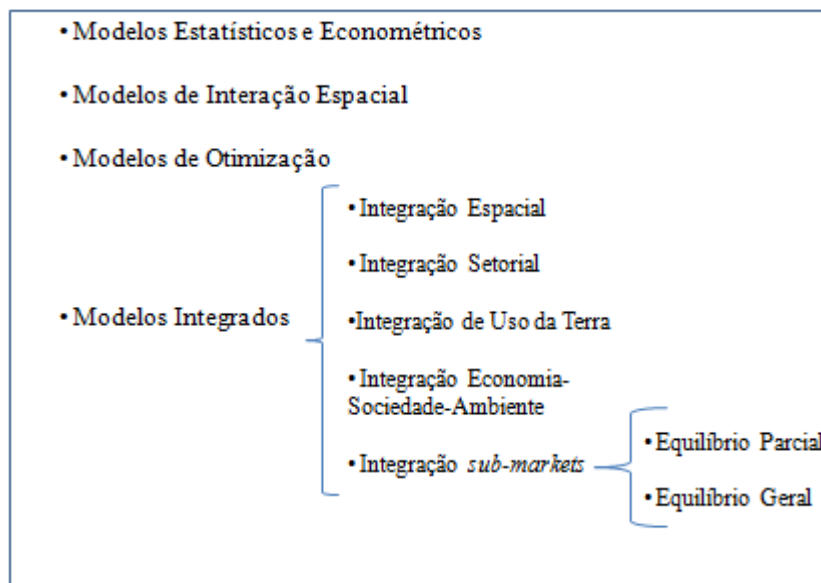 • Modelos Estatísticos e Econométricos
• Modelos de Interação Espacial
• Modelos de Otimização
• Modelos Integrados
• Integração Espacial
• Integração Setorial
•Integração de Uso da Terra
• Integração Economia-
Sociedade-Ambiente
• Integração sub-markets
• Equilíbrio Parcial
• Equilíbrio Geral